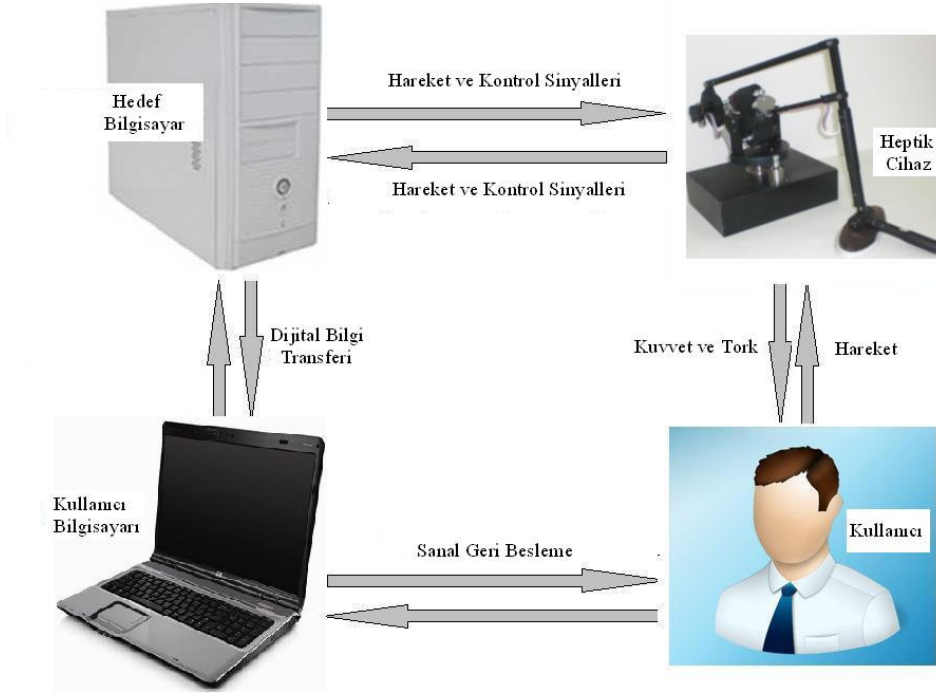 Hareket ve Kontrol Sinyalleri
Hedef
Bilgisayar
Heptik
Cihaz
Hareket ve Kontrol Sinyalleri
Dijital Bilgi
Transferi
Kuvvet ve Tork
Hareket
Kullanıcı
Bilgisayarı
Sanal Geri Besleme
Kullanıcı